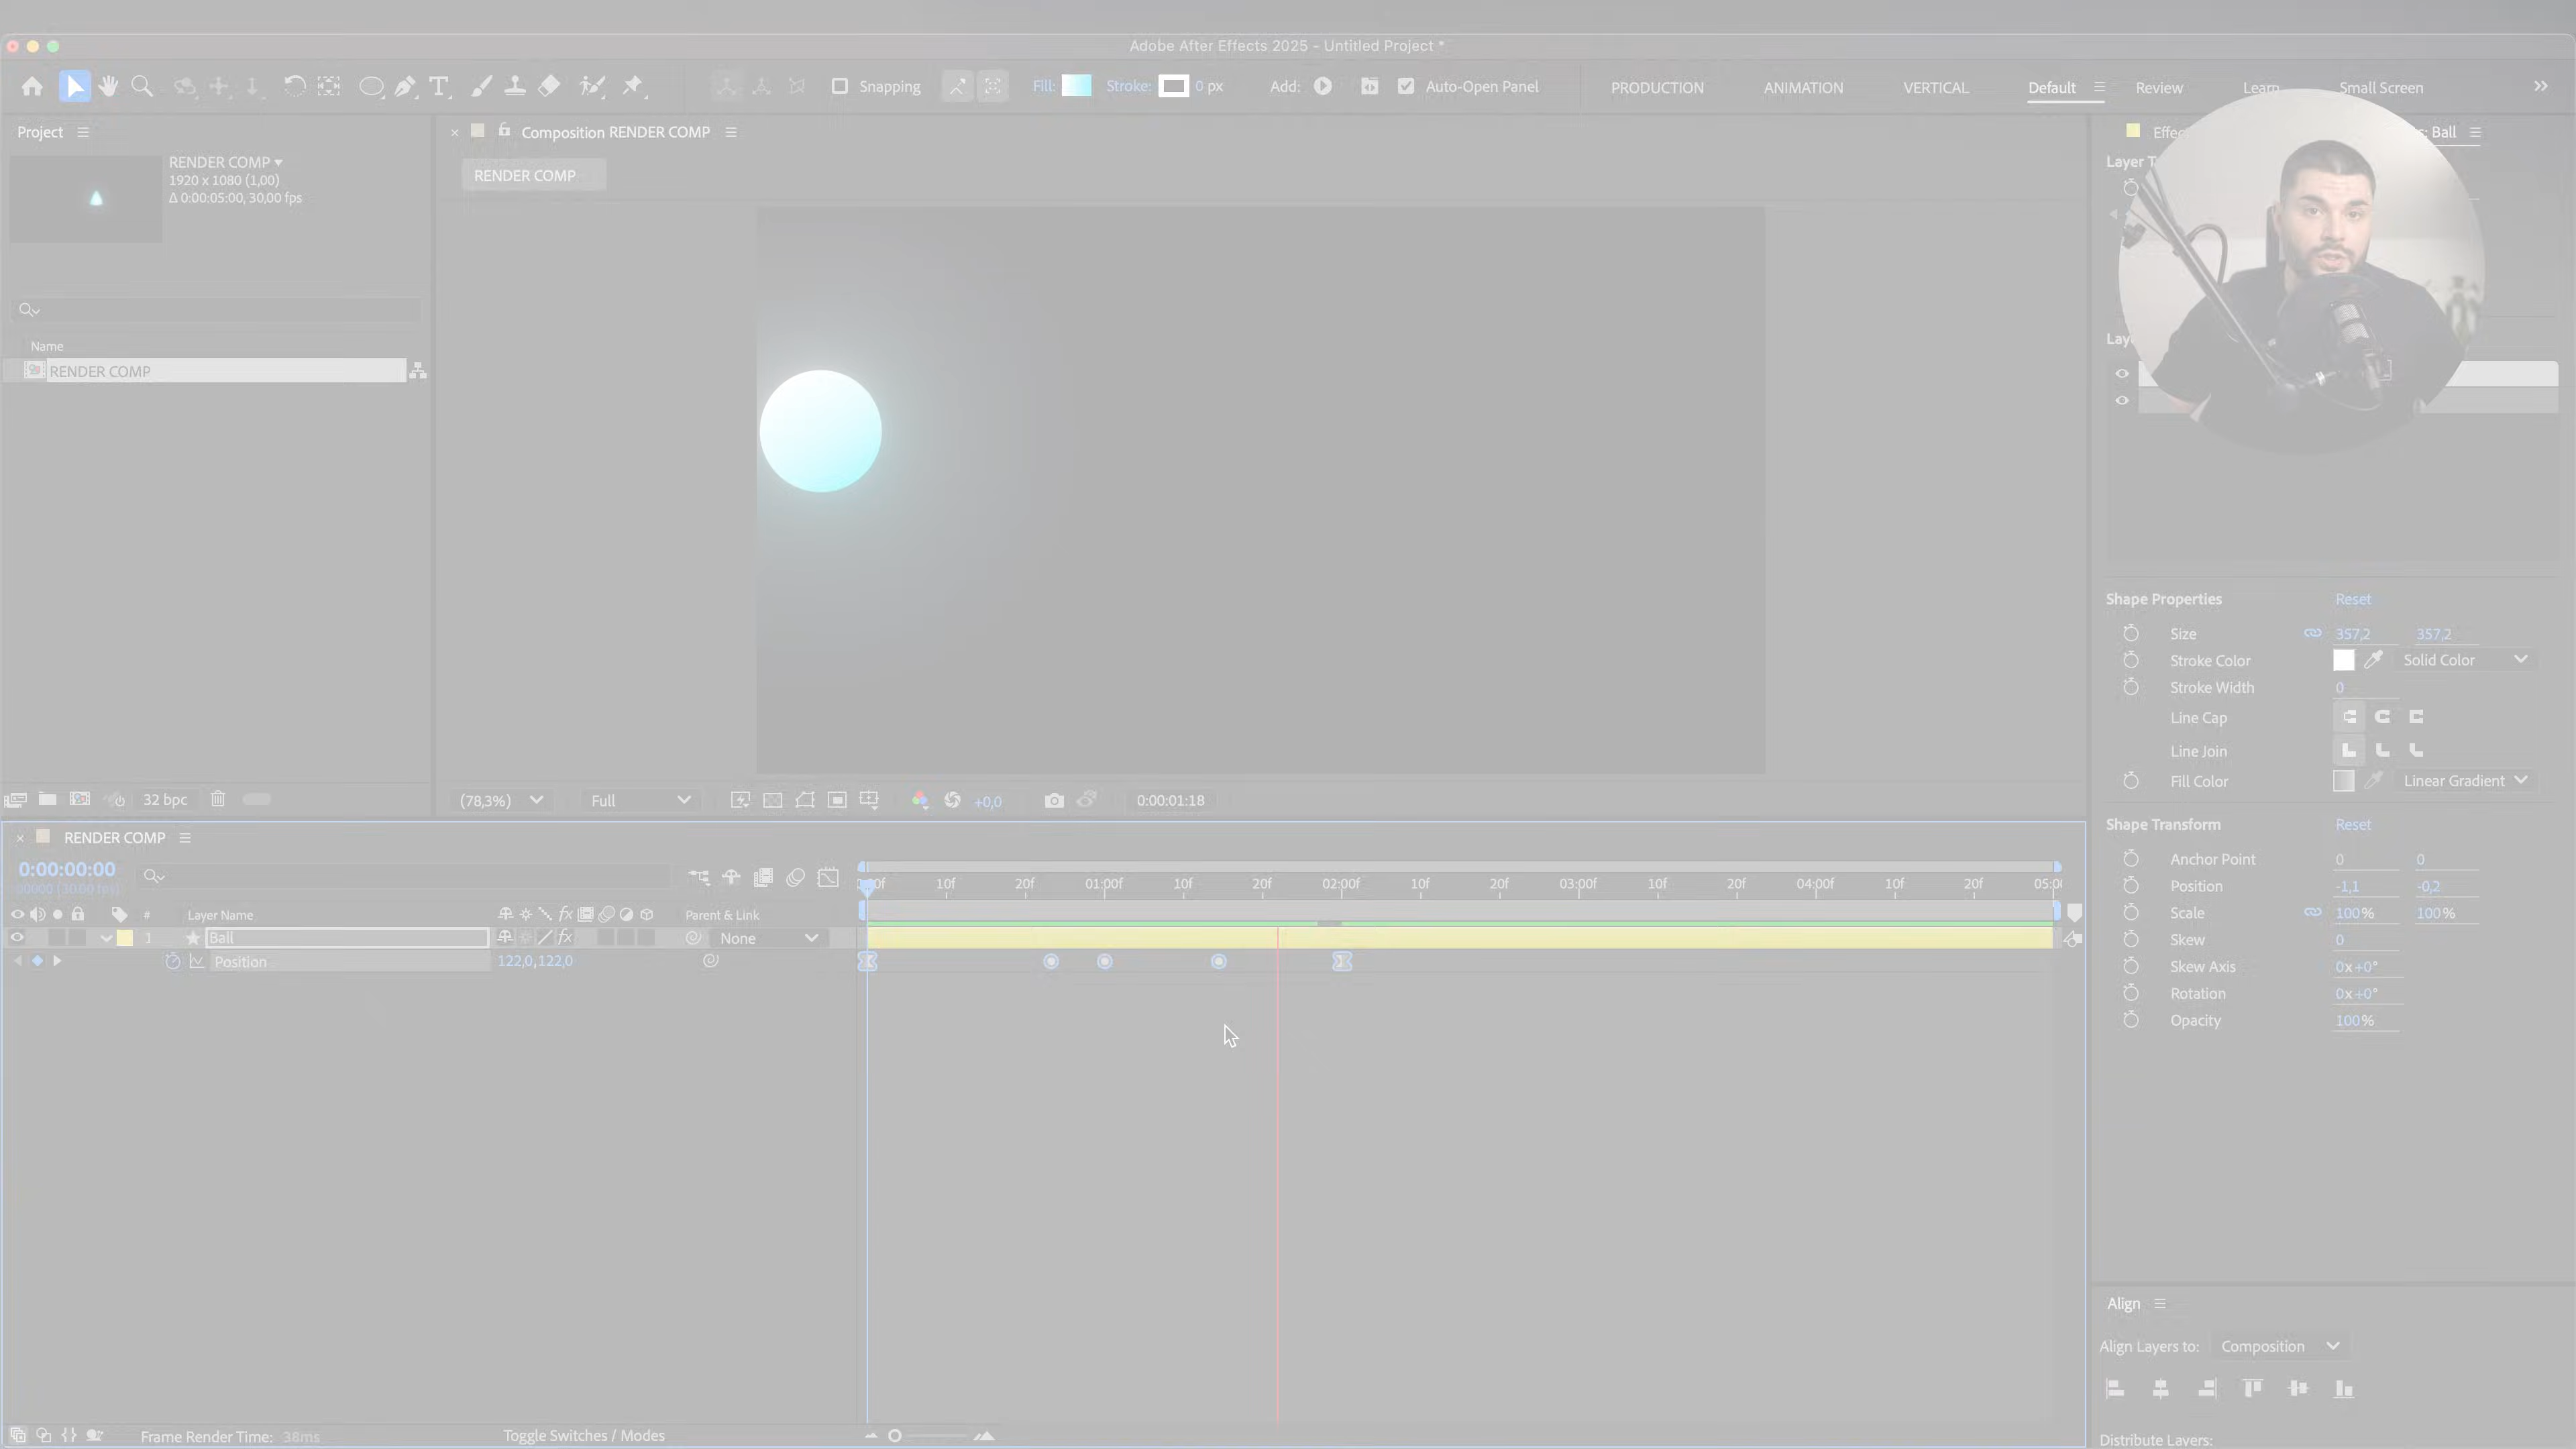 Adobe After Effects 2025 - Untitled Project *
Snapping
Fill:
Stroke:
0 px
Add:
Auto-Open Panel
PRODUCTION
ANIMATION
VERTICAL
Default
Review
Learn
Small Screen
Project
Composition RENDER COMP
: Ball
RENDER COMP
1920 x 1080 (1,00)
Δ 0:00:05:00, 30,00 fps
RENDER COMP
Name
RENDER COMP
Shape Properties
Reset
Size
357,2
357,2
Stroke Color
Solid Color
Stroke Width
0
Line Cap
Line Join
Fill Color
Linear Gradient
32 bpc
(78,3%)
Full
+0,0
0:00:01:18
Shape Transform
Reset
Anchor Point
0
0
Position
-1,1
-0,2
Scale
100%
100%
Skew
0
Skew Axis
0x+0°
Rotation
0x+0°
Opacity
100%
RENDER COMP
0:00:00:00
10f
20f
01:00f
10f
20f
02:00f
10f
20f
03:00f
10f
20f
04:00f
10f
20f
#
Layer Name
Parent & Link
1
Ball
None
Position
122,0,122,0
Align
Align Layers to:
Composition
Distribute Layers:
Frame Render Time:
38ms
Toggle Switches / Modes